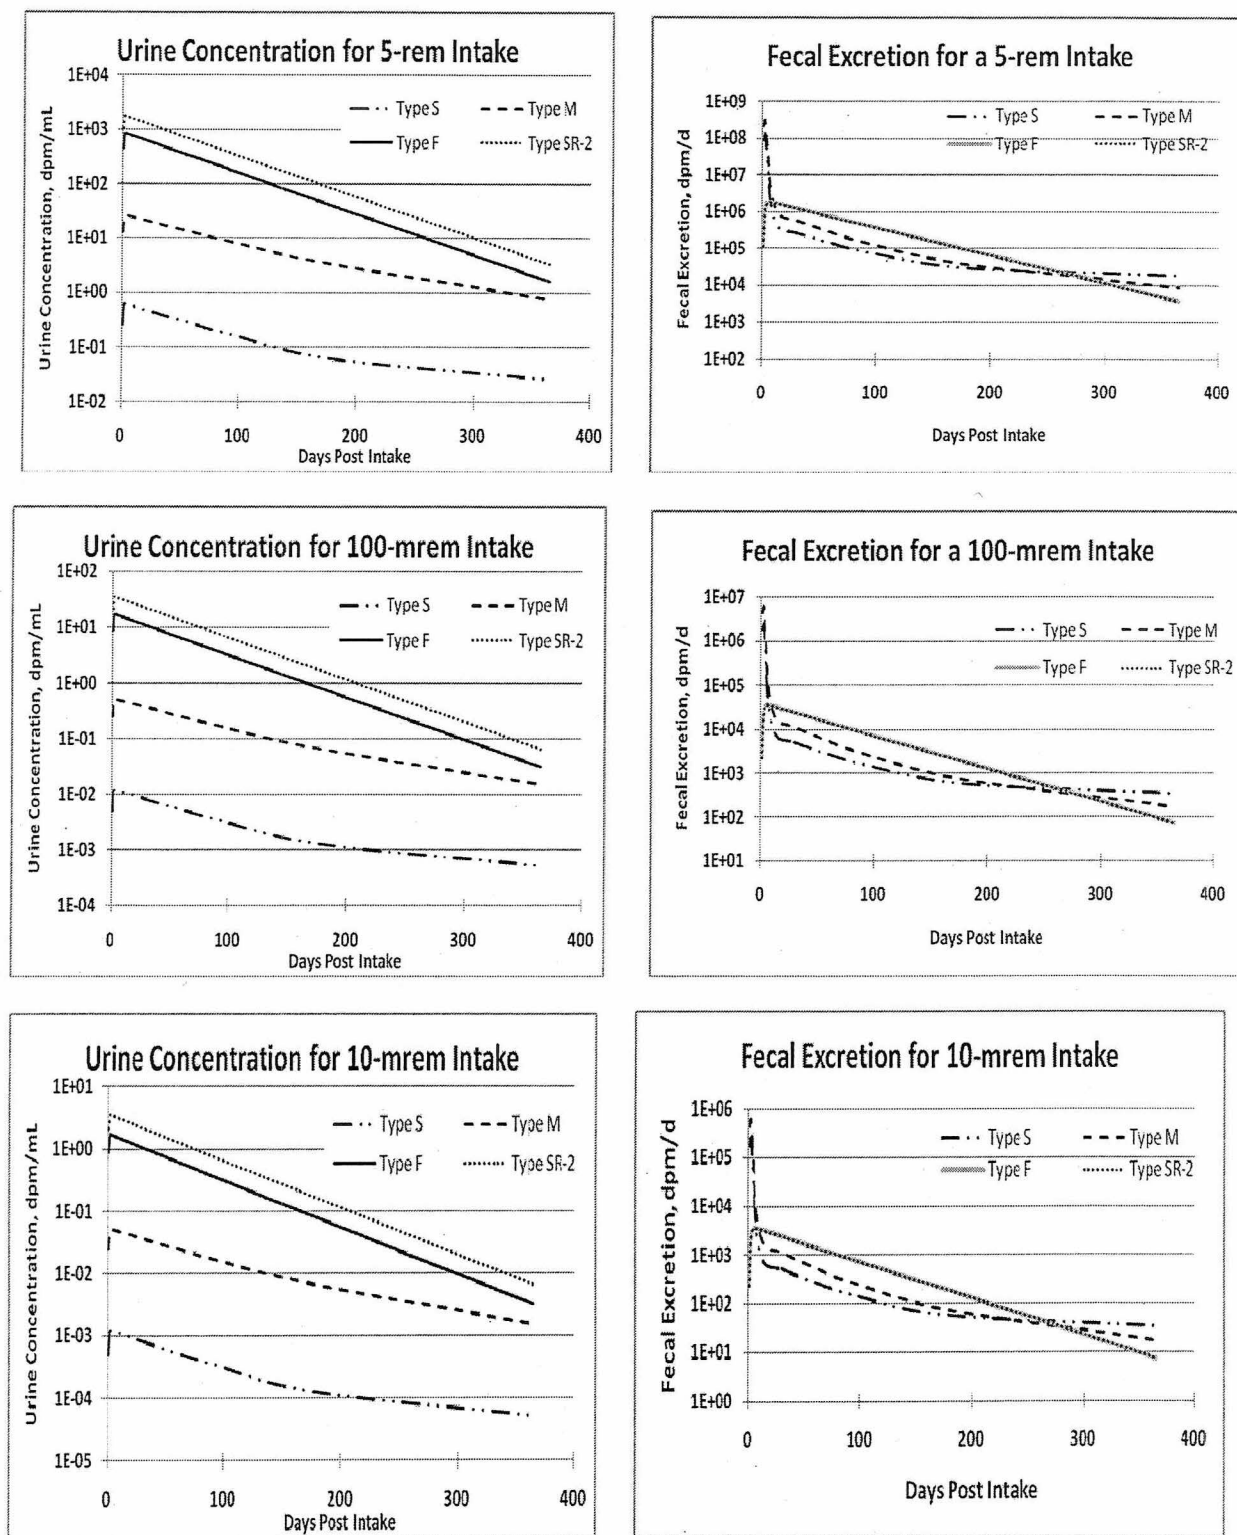 Urine Concentration for 5-rem Intake
1E+04
1E+03
1E+02
1E+01
1E+00
1E-01
1E-02
Urine Concentration, dpm/mL
Type S
Type M
Type F
Type SR-2
0
100
200
300
400
Days Post Intake
Fecal Excretion for a 5-rem Intake
1E+09
1E+08
1E+07
1E+06
1E+05
1E+04
1E+03
1E+02
Fecal Excretion, dpm/d
Type S
Type M
Type F
Type SR-2
0
100
200
300
400
Days Post Intake
Urine Concentration for 100-mrem Intake
1E+02
1E+01
1E+00
1E-01
1E-02
1E-03
1E-04
Urine Concentration, dpm/mL
Type S
Type M
Type F
Type SR-2
0
100
200
300
400
Days Post Intake
Fecal Excretion for a 100-mrem Intake
1E+07
1E+06
1E+05
1E+04
1E+03
1E+02
1E+01
Fecal Excretion, dpm/d
Type S
Type M
Type F
Type SR-2
0
100
200
300
400
Days Post Intake
Urine Concentration for 10-mrem Intake
1E+01
1E+00
1E-01
1E-02
1E-03
1E-04
1E-05
Urine Concentration, dpm/mL
Type S
Type M
Type F
Type SR-2
0
100
200
300
400
Days Post Intake
Fecal Excretion for 10-mrem Intake
1E+06
1E+05
1E+04
1E+03
1E+02
1E+01
1E+00
Fecal Excretion, dpm/d
Type S
Type M
Type F
Type SR-2
0
100
200
300
400
Days Post Intake